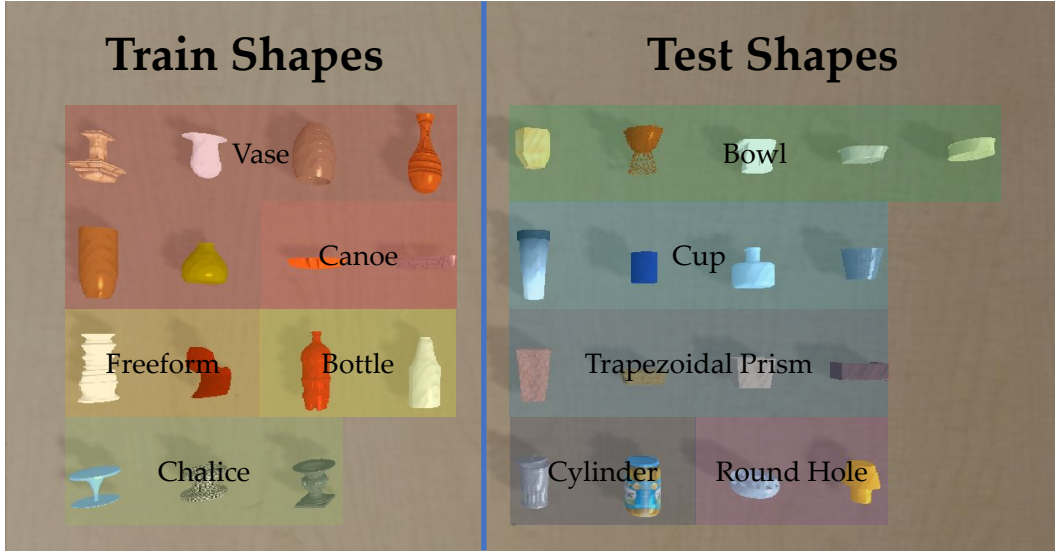 Train Shapes
Test Shapes
Vase
Bowl
Canoe
Cup
Freeform
Bottle
Trapezoidal Prism
Chalice
Cylinder
Round Hole